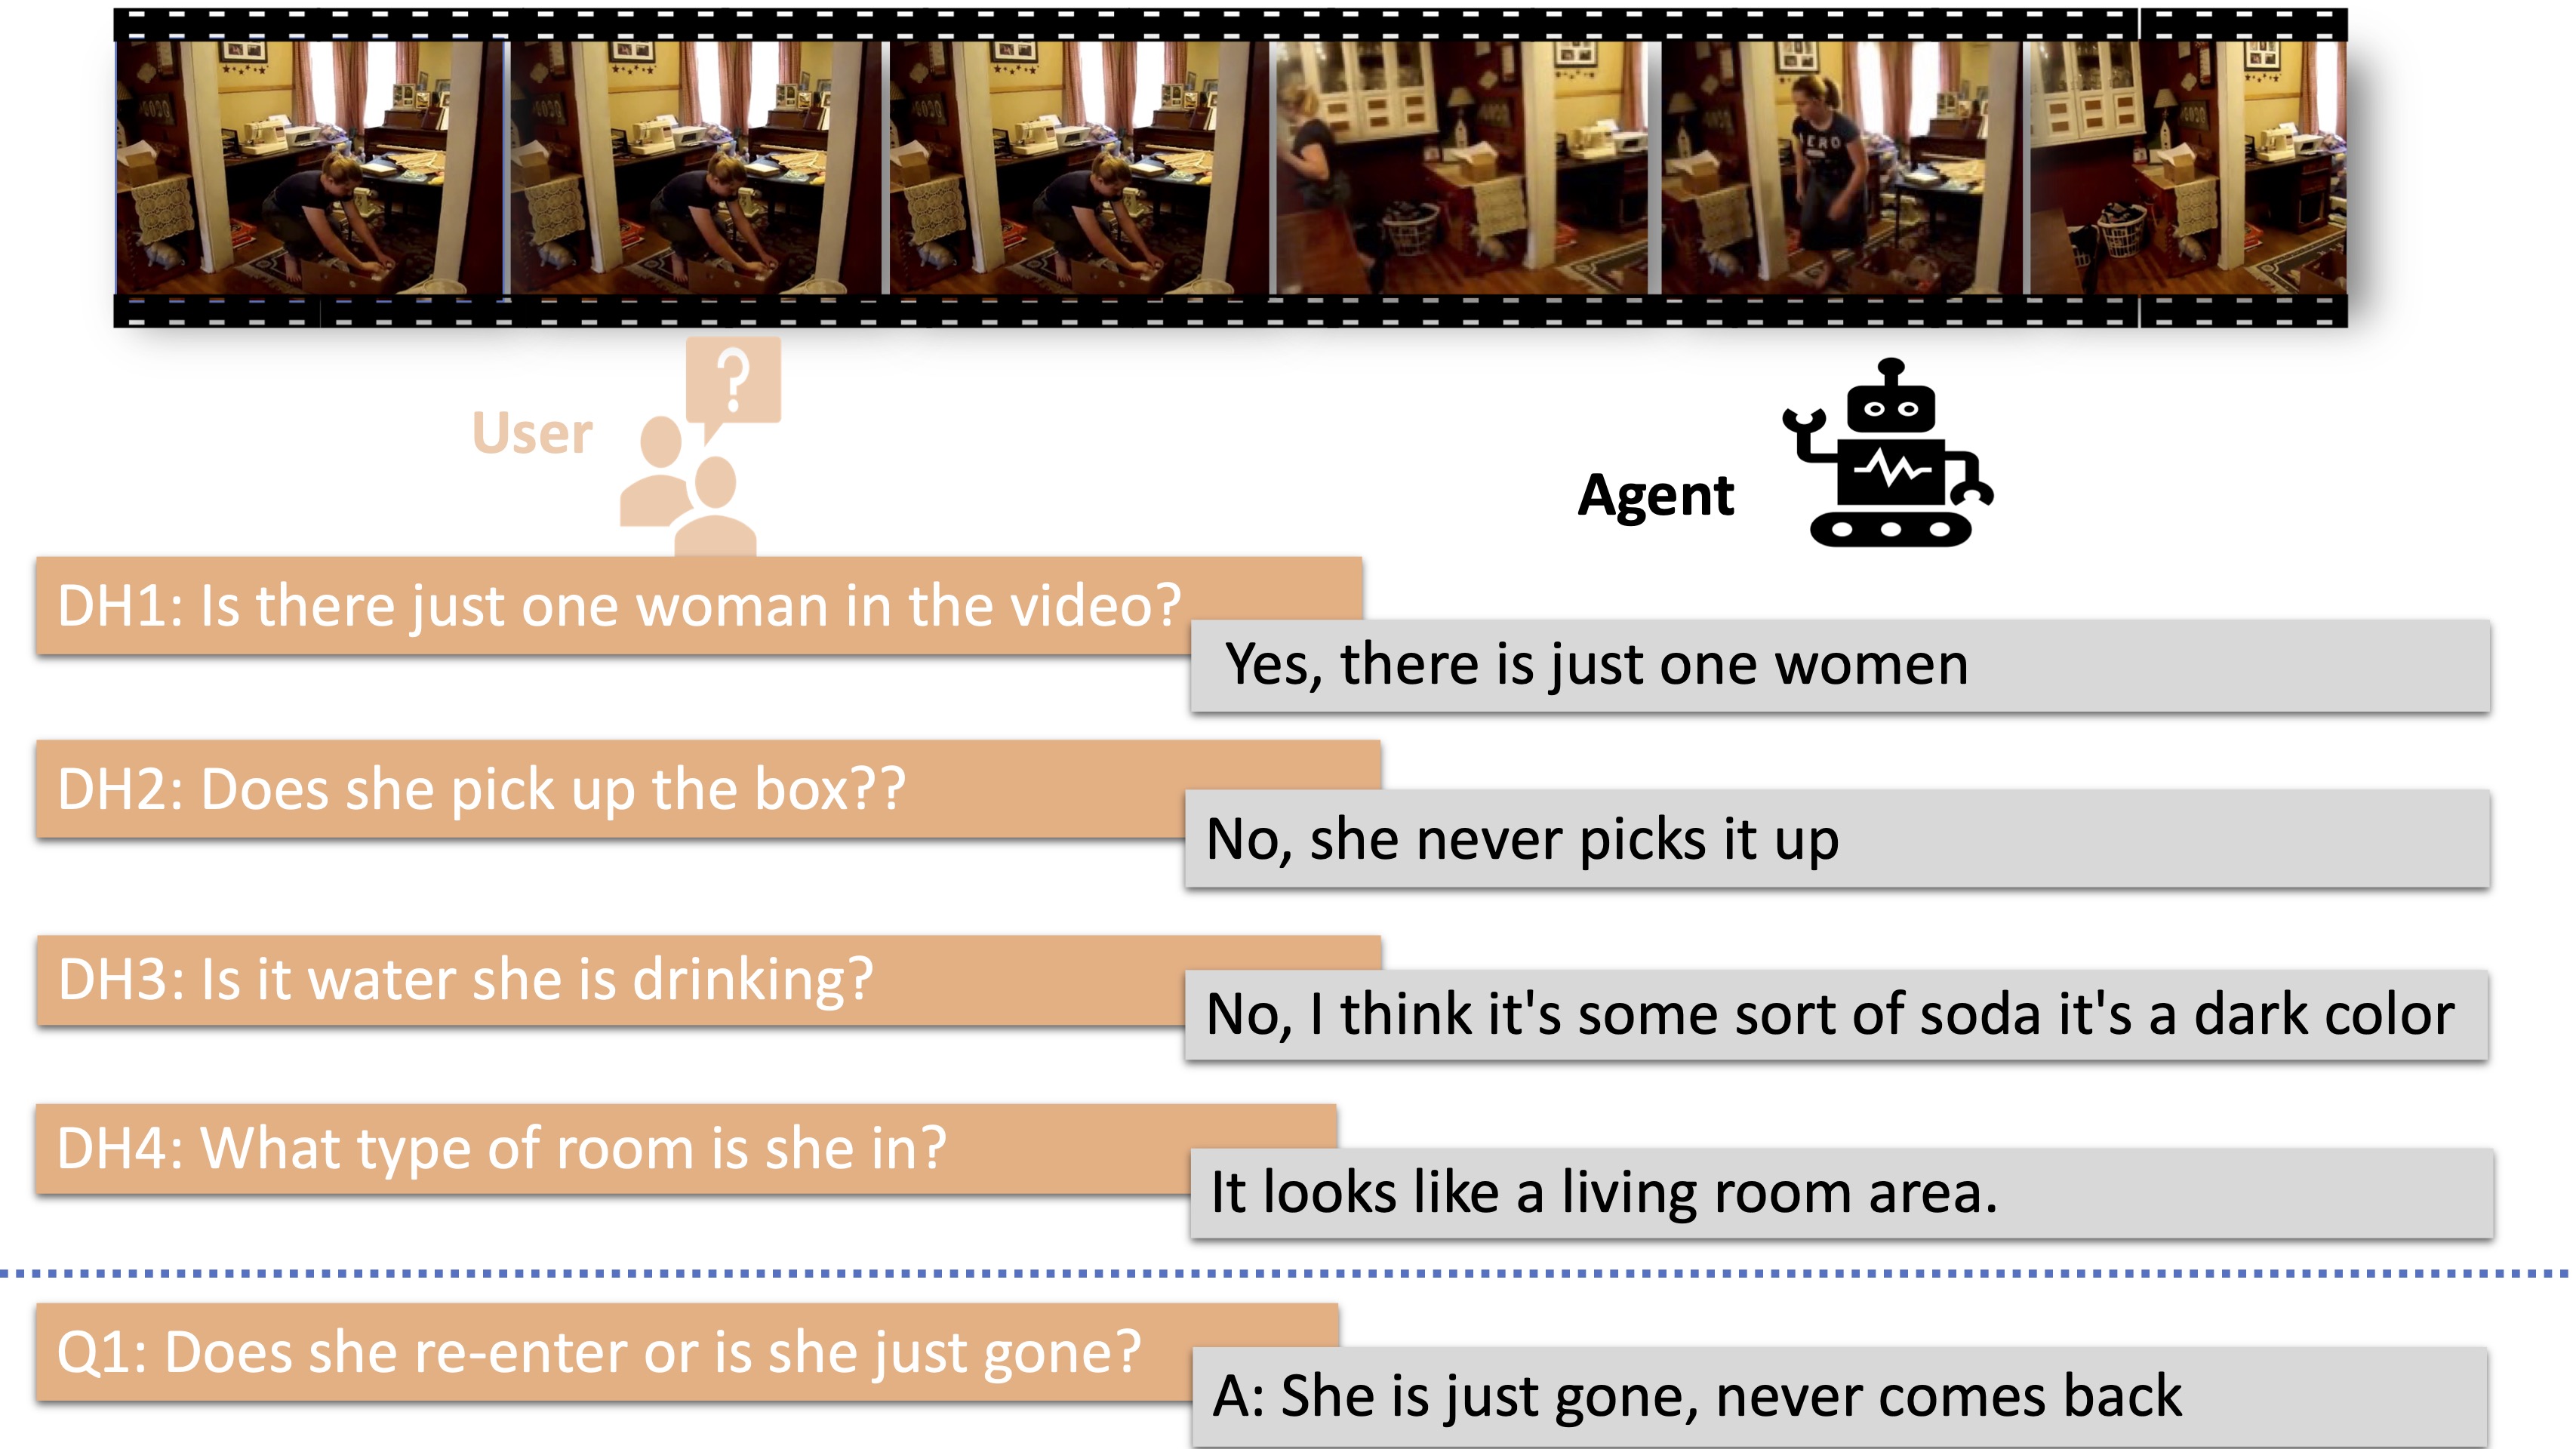 ERO
?
User
Agent
DH1: Is there just one woman in the video?
Yes, there is just one women
DH2: Does she pick up the box??
No, she never picks it up
DH3: Is it water she is drinking?
No, I think it's some sort of soda it's a dark color
DH4: What type of room is she in?
It looks like a living room area.
Q1: Does she re-enter or is she just gone?
A: She is just gone, never comes back